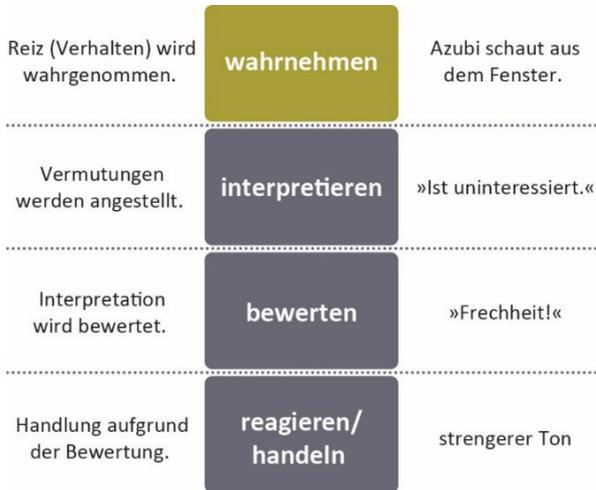 Reiz (Verhalten) wird
wahrgenommen.
wahrnehmen
Azubi schaut aus
dem Fenster.
Vermutungen
werden angestellt.
interpretieren
»Ist uninteressiert.«
Interpretation
wird bewertet.
bewerten
»Frechheit!«
Handlung aufgrund
der Bewertung.
reagieren/
handeln
strengerer Ton